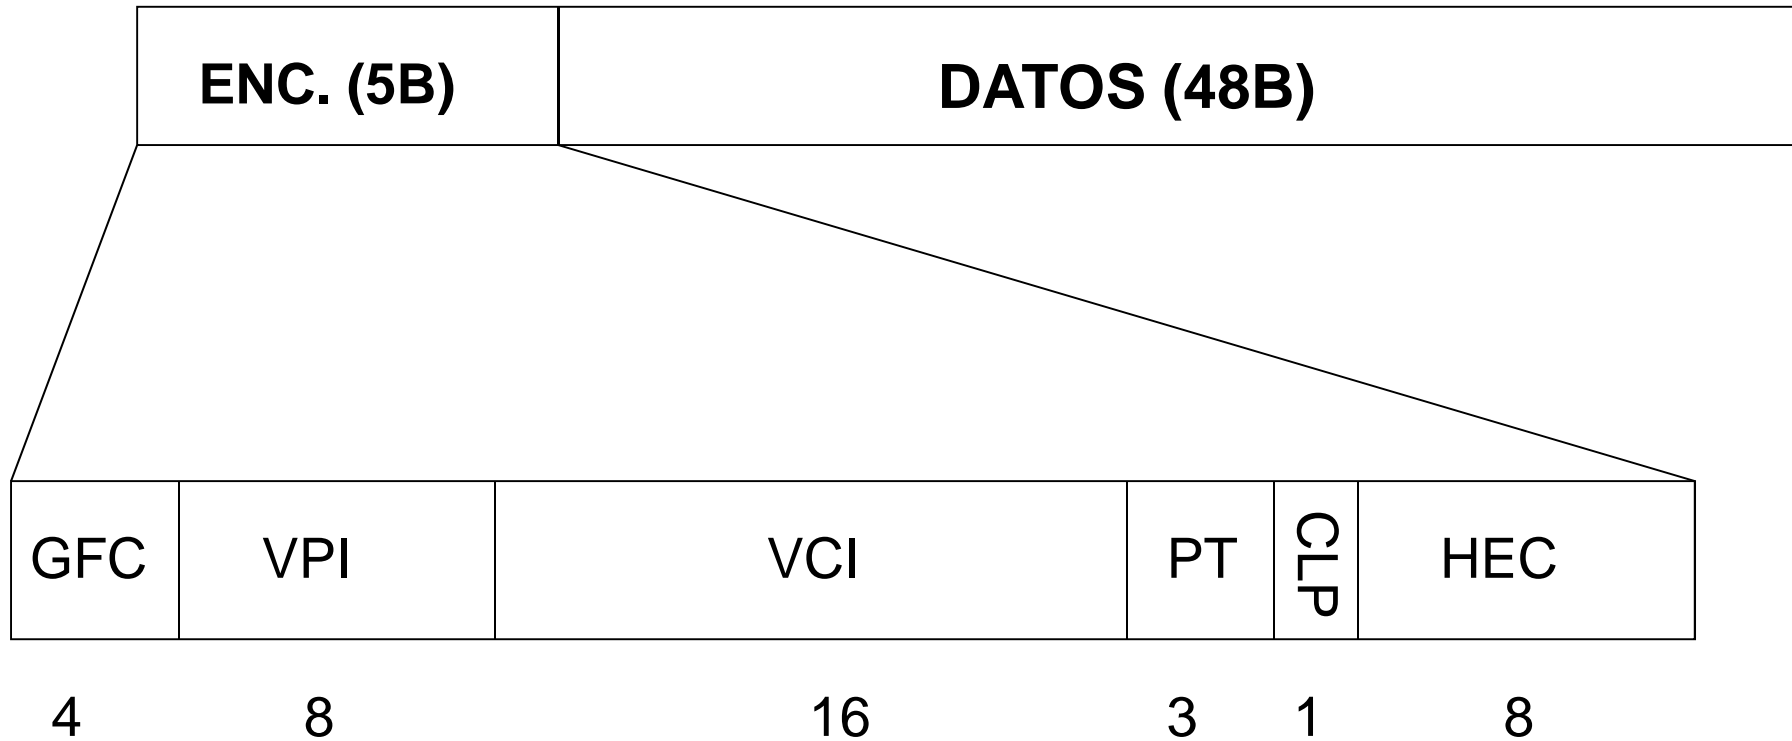 ENC. (5B) DATOS (48B)
GFC VPI VCI PT CLP HEC
4 8 16 3 1 8